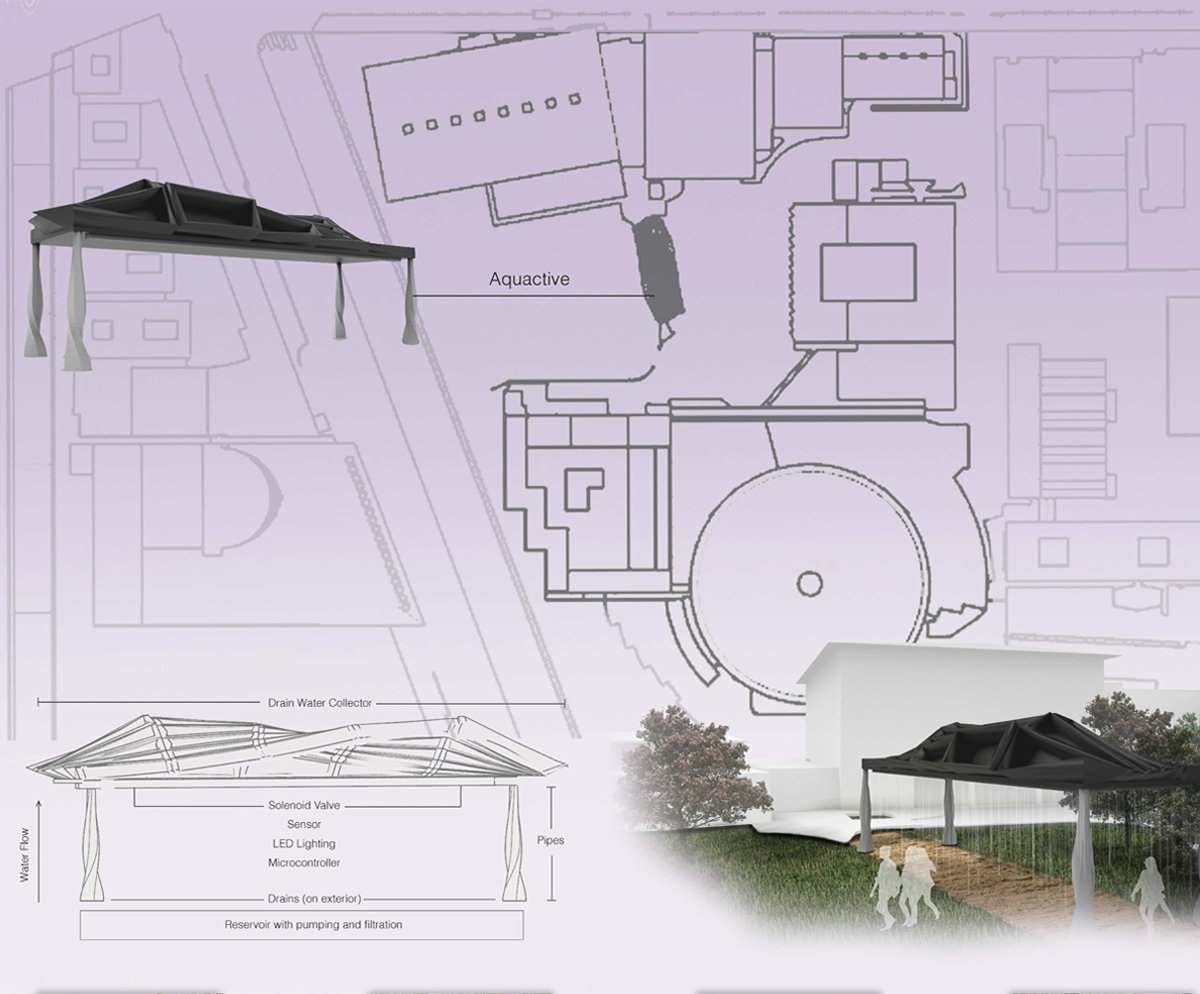 Aquactive
Drain Water Collector
Solenoid Valve
Sensor
LED Lighting
Microcontroller
Water Flow
Pipes
Drains (on exterior)
Reservoir with pumping and filtration